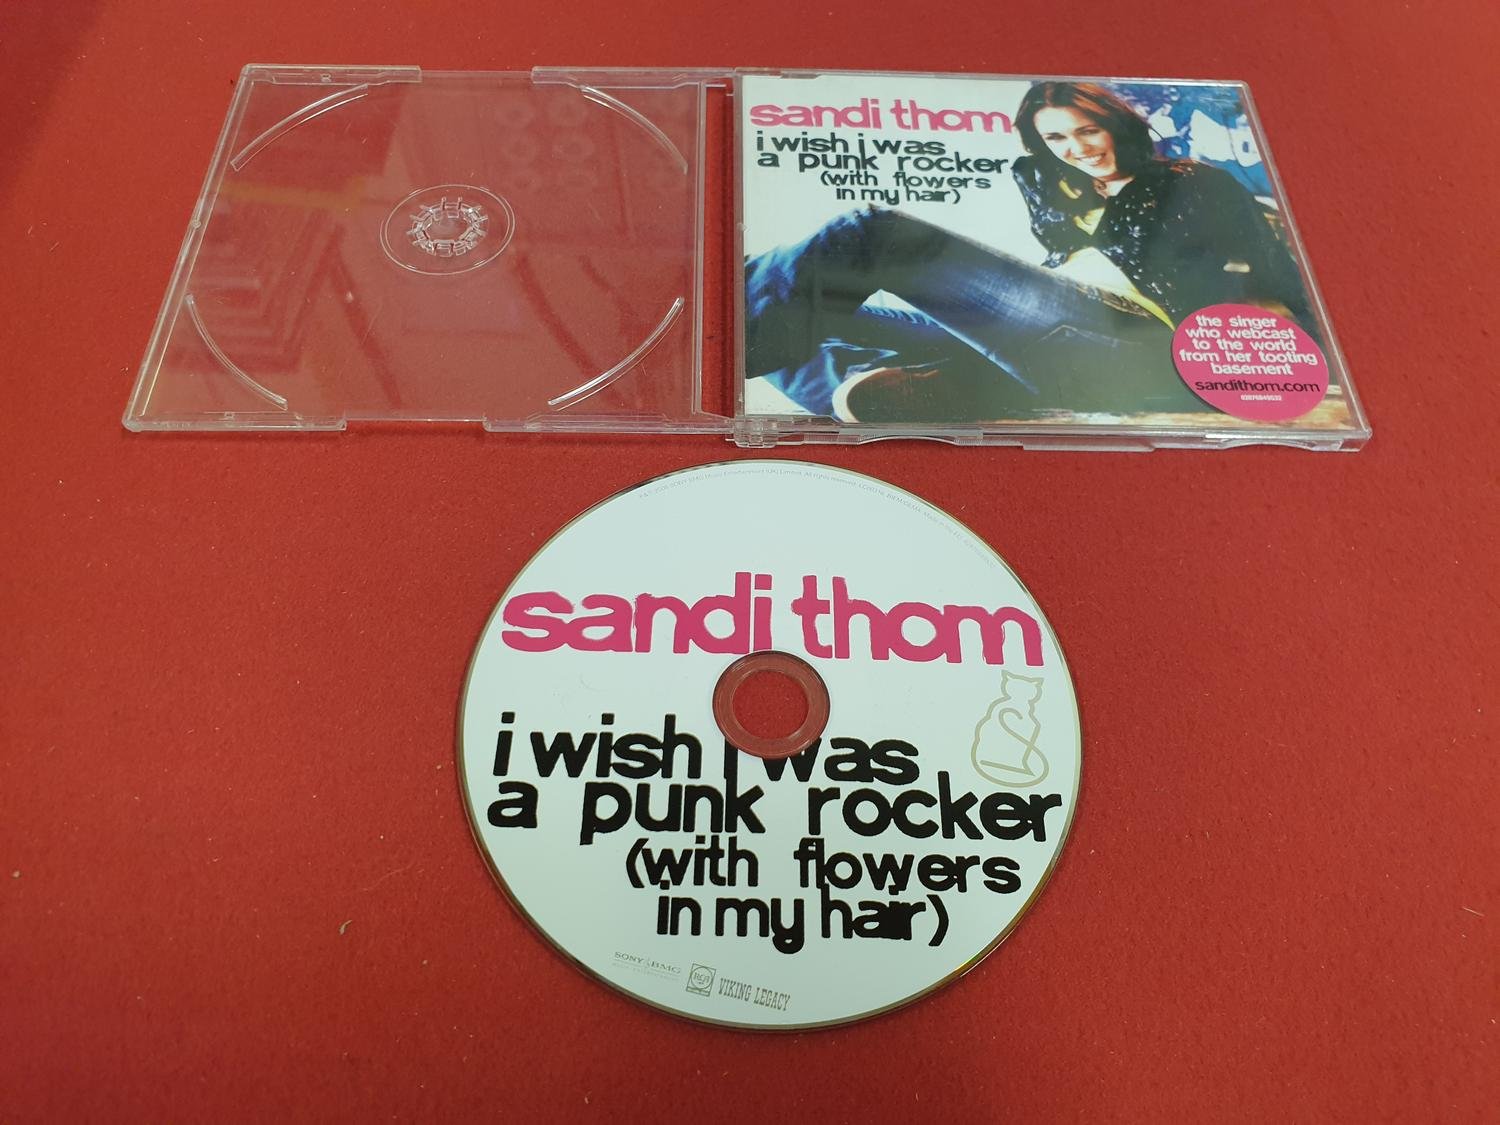 sandi thom
i wish i was
a punk rocker
(with flowers
in my hair)
the singer
who webcast
to the world
from her tooting
basement
sandithom.com
sandi thom
i wish i was
a punk rocker
(with flowers
in my hair)
SONY BMG
MUSIC ENTERTAINMENT
RCA
VIKING LEGACY